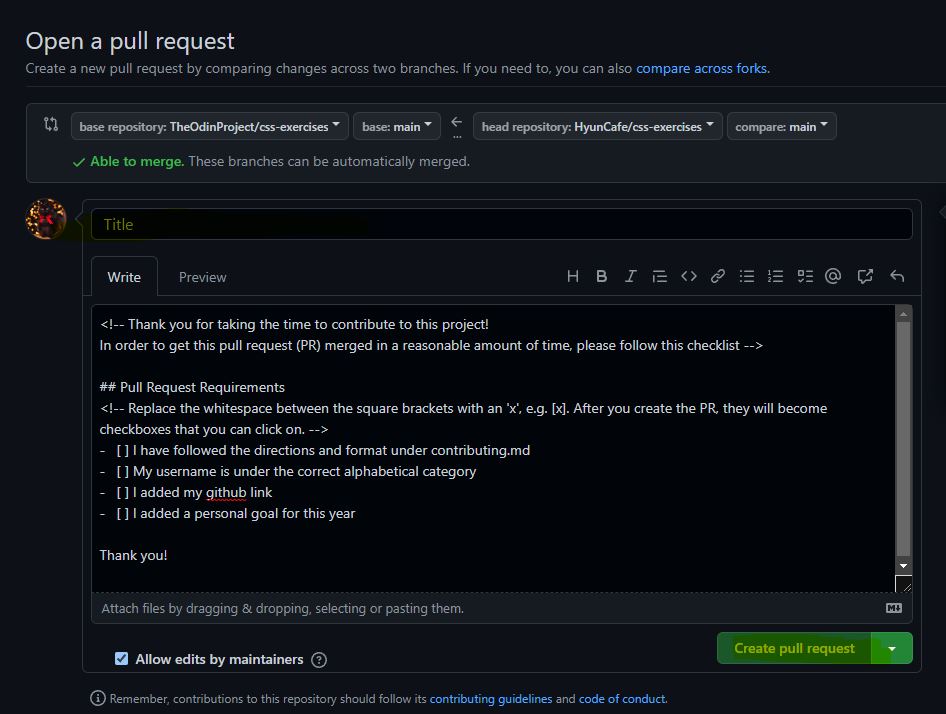 Open a pull request
Create a new pull request by comparing changes across two branches. If you need to, you can also compare across forks.
base repository: TheOdinProject/css-exercises base: main ... head repository: HyunCafe/css-exercises compare: main
Able to merge. These branches can be automatically merged.
Title
Write Preview H B I @
<!-- Thank you for taking the time to contribute to this project!
In order to get this pull request (PR) merged in a reasonable amount of time, please follow this checklist -->
## Pull Request Requirements
<!-- Replace the whitespace between the square brackets with an 'x', e.g. [x]. After you create the PR, they will become
checkboxes that you can click on. -->
- [ ] I have followed the directions and format under contributing.md
- [ ] My username is under the correct alphabetical category
- [ ] I added my github link
- [ ] I added a personal goal for this year
Thank you!
Attach files by dragging & dropping, selecting or pasting them.
Create pull request
Allow edits by maintainers ?
Remember, contributions to this repository should follow its contributing guidelines and code of conduct.